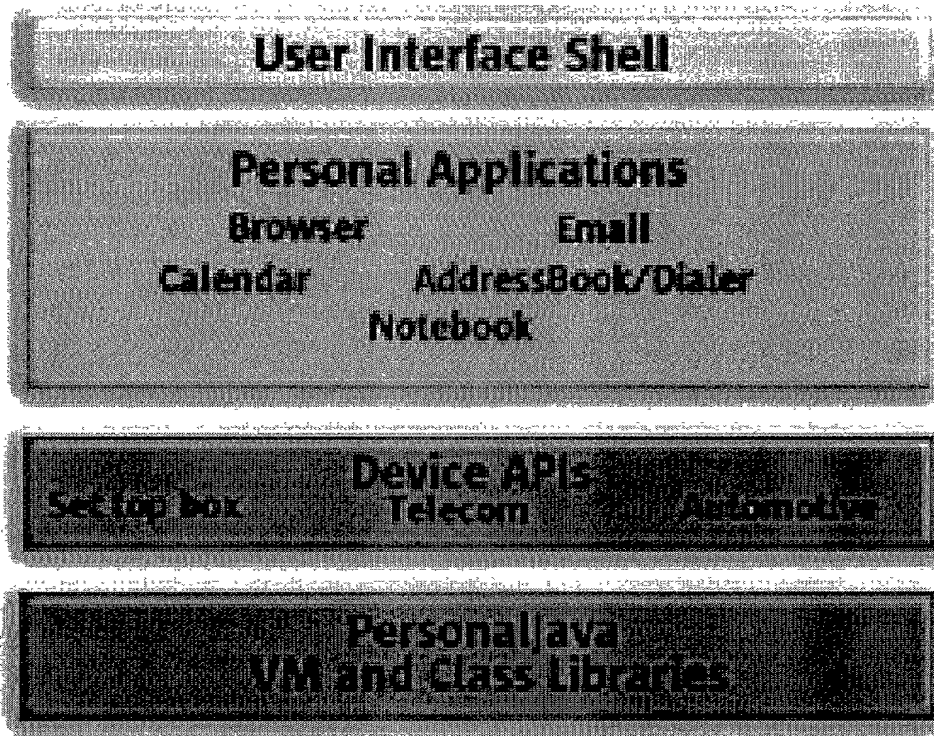 User Interface Shell
Personal Applications
Browser Email
Calendar AddressBook/Dialer
Notebook
Device APIs
Set top box Telecom Automotive
PersonalJava
VM and Class Libraries